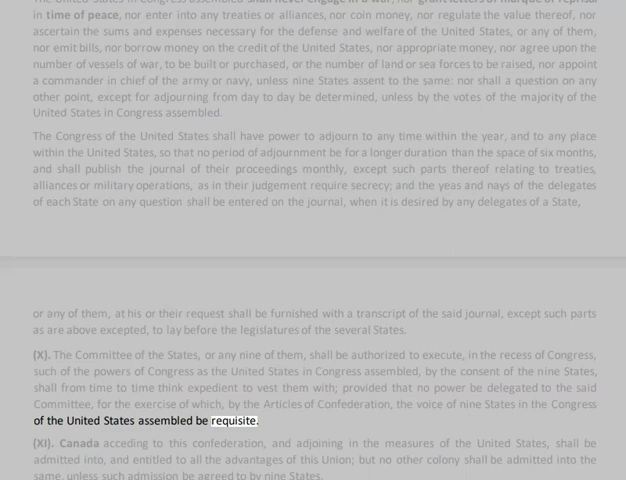 The United States in Congress assembled shall never engage in a war, nor grant letters of marque or reprisal
in time of peace, nor enter into any treaties or alliances, nor coin money, nor regulate the value thereof, nor
ascertain the sums and expenses necessary for the defense and welfare of the United States, or any of them,
nor emit bills, nor borrow money on the credit of the United States, nor appropriate money, nor agree upon the
number of vessels of war, to be built or purchased, or the number of land or sea forces to be raised, nor appoint
a commander in chief of the army or navy, unless nine States assent to the same: nor shall a question on any
other point, except for adjourning from day to day be determined, unless by the votes of the majority of the
United States in Congress assembled.
The Congress of the United States shall have power to adjourn to any time within the year, and to any place
within the United States, so that no period of adjournment be for a longer duration than the space of six months,
and shall publish the journal of their proceedings monthly, except such parts thereof relating to treaties,
alliances or military operations, as in their judgement require secrecy; and the yeas and nays of the delegates
of each State on any question shall be entered on the journal, when it is desired by any delegates of a State,
or any of them, at his or their request shall be furnished with a transcript of the said journal, except such parts
as are above excepted, to lay before the legislatures of the several States.
(X). The Committee of the States, or any nine of them, shall be authorized to execute, in the recess of Congress,
such of the powers of Congress as the United States in Congress assembled, by the consent of the nine States,
shall from time to time think expedient to vest them with; provided that no power be delegated to the said
Committee, for the exercise of which, by the Articles of Confederation, the voice of nine States in the Congress
of the United States assembled be requisite.
(XI). Canada acceding to this confederation, and adjoining in the measures of the United States, shall be
admitted into, and entitled to all the advantages of this Union; but no other colony shall be admitted into the
same, unless such admission be agreed to by nine States.